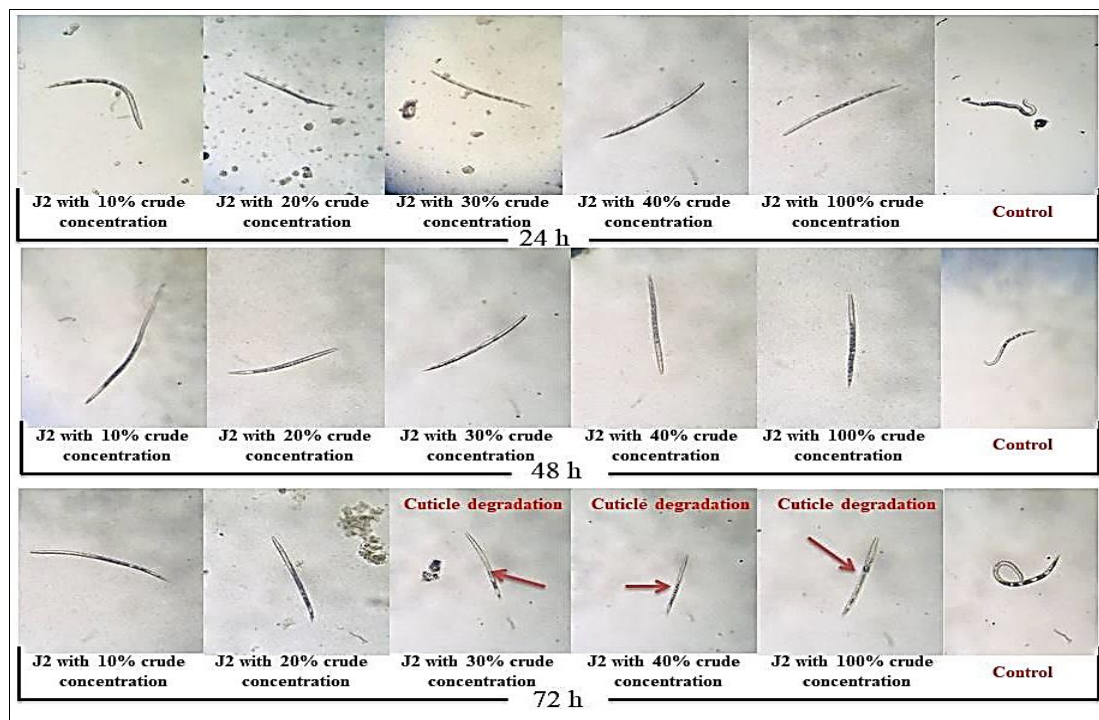 J2 with 10% crude concentration
J2 with 20% crude concentration
J2 with 30% crude concentration
J2 with 40% crude concentration
J2 with 100% crude concentration
Control
24 h
J2 with 10% crude concentration
J2 with 20% crude concentration
J2 with 30% crude concentration
J2 with 40% crude concentration
J2 with 100% crude concentration
Control
48 h
Cuticle degradation
Cuticle degradation
Cuticle degradation
J2 with 10% crude concentration
J2 with 20% crude concentration
J2 with 30% crude concentration
J2 with 40% crude concentration
J2 with 100% crude concentration
Control
72 h